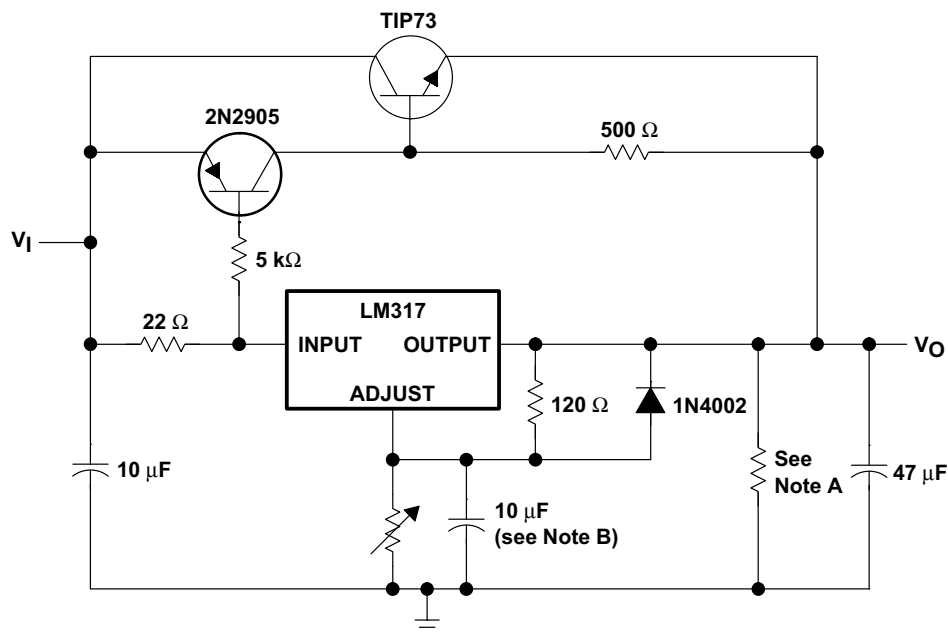 TIP73
2N2905
500 Ω
VI
5 kΩ
LM317
22 Ω
INPUT OUTPUT
VO
ADJUST
120 Ω
1N4002
10 μF
See
Note A
47 μF
10 μF
(see Note B)